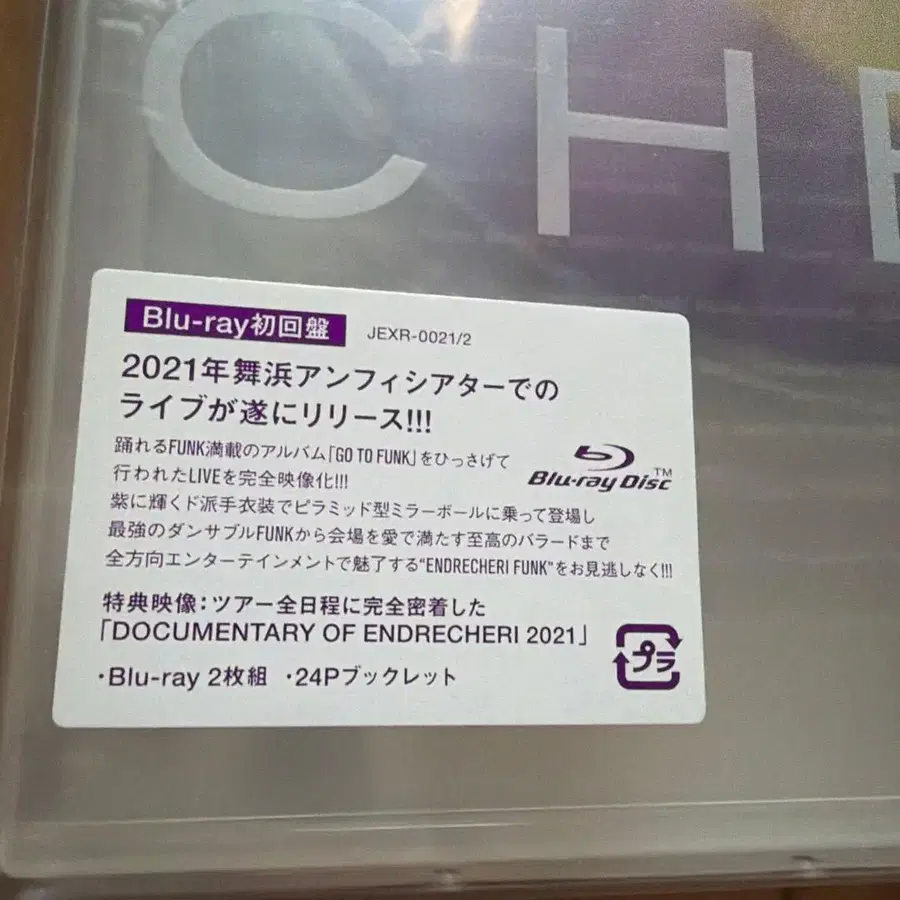 CH
Blu-ray初回盤 JEXR-0021/2
2021年舞浜アンフィシアターでの
ライブが遂にリリース!!!
踊れるFUNK満載のアルバム「GO TO FUNK」をひっさげて
行われたLIVEを完全映像化!!!
紫に輝くド派手衣装でピラミッド型ミラーボールに乗って登場し
最強のダンサブルFUNKから会場を愛で満たす至高のバラードまで
全方向エンターテインメントで魅了する“ENDRECHERI FUNK”をお見逃しなく!!!
Blu-ray Disc™
特典映像：ツアー全日程に完全密着した
「DOCUMENTARY OF ENDRECHERI 2021」
・Blu-ray 2枚組 ・24Pブックレット
プラ